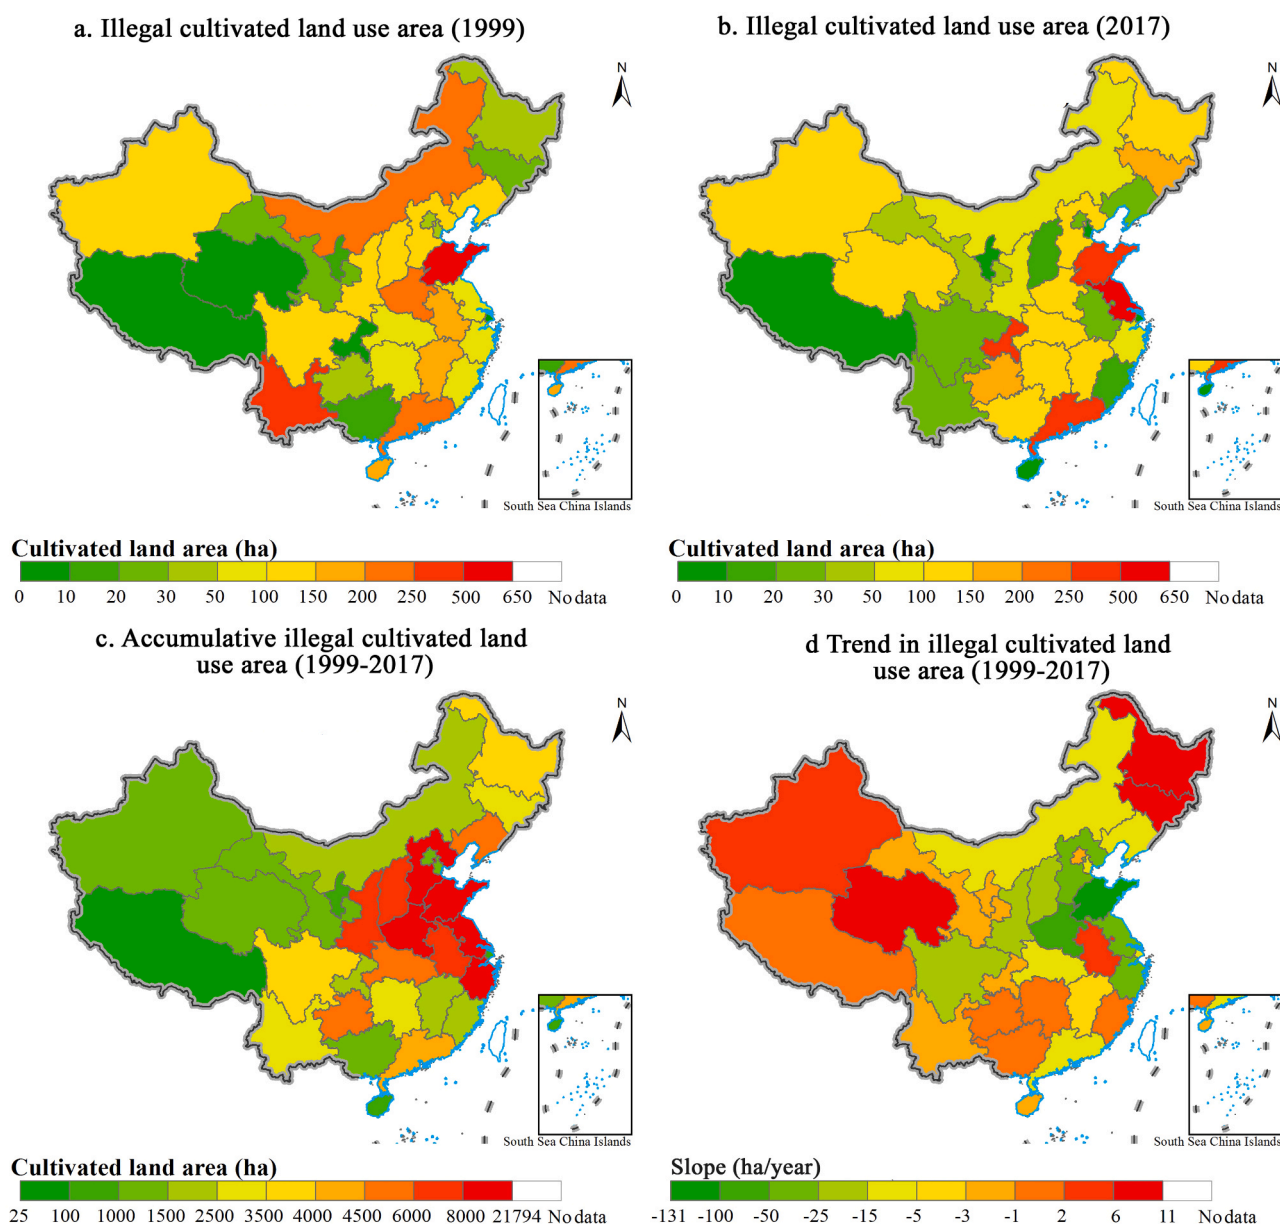 a. Illegal cultivated land use area (1999)
b. Illegal cultivated land use area (2017)
N
N
South Sea China Islands
South Sea China Islands
Cultivated land area (ha)
0 10 20 30 50 100 150 200 250 500 650 No data
Cultivated land area (ha)
0 10 20 30 50 100 150 200 250 500 650 No data
c. Accumulative illegal cultivated land
use area (1999-2017)
d Trend in illegal cultivated land
use area (1999-2017)
N
N
South Sea China Islands
South Sea China Islands
Cultivated land area (ha)
25 100 1000 1500 2500 3500 4000 4500 6000 8000 21794 No data
Slope (ha/year)
-131 -100 -50 -25 -15 -5 -3 -1 2 6 11 No data